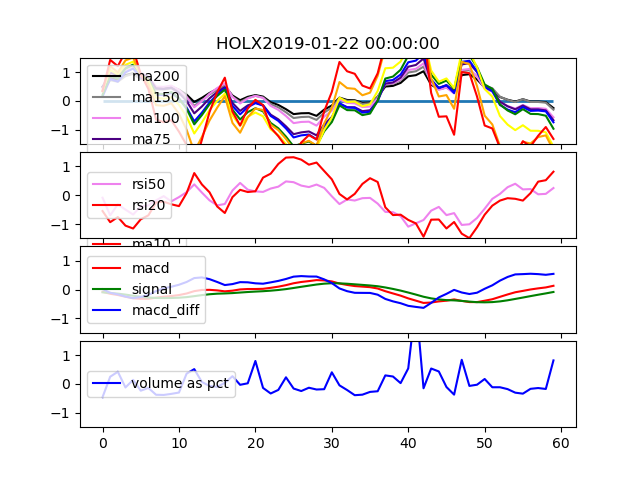 HOLX2019-01-22 00:00:00
1
0
−1
ma200
ma150
ma100
ma75
1
0
−1
rsi50
rsi20
ma10
1
0
−1
macd
signal
macd_diff
1
0
−1
volume as pct
0 10 20 30 40 50 60